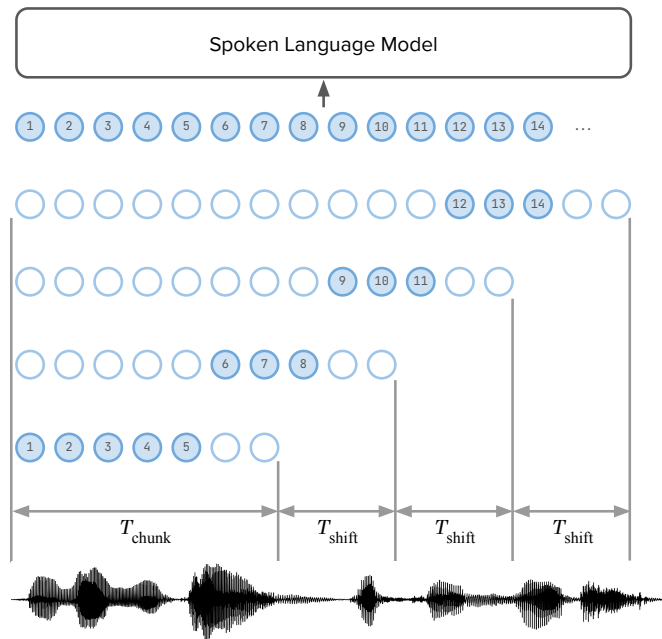 Spoken Language Model
1 2 3 4 5 6 7 8 9 10 11 12 13 14 ...
12 13 14
9 10 11
6 7 8
1 2 3 4 5
T_chunk T_shift T_shift T_shift